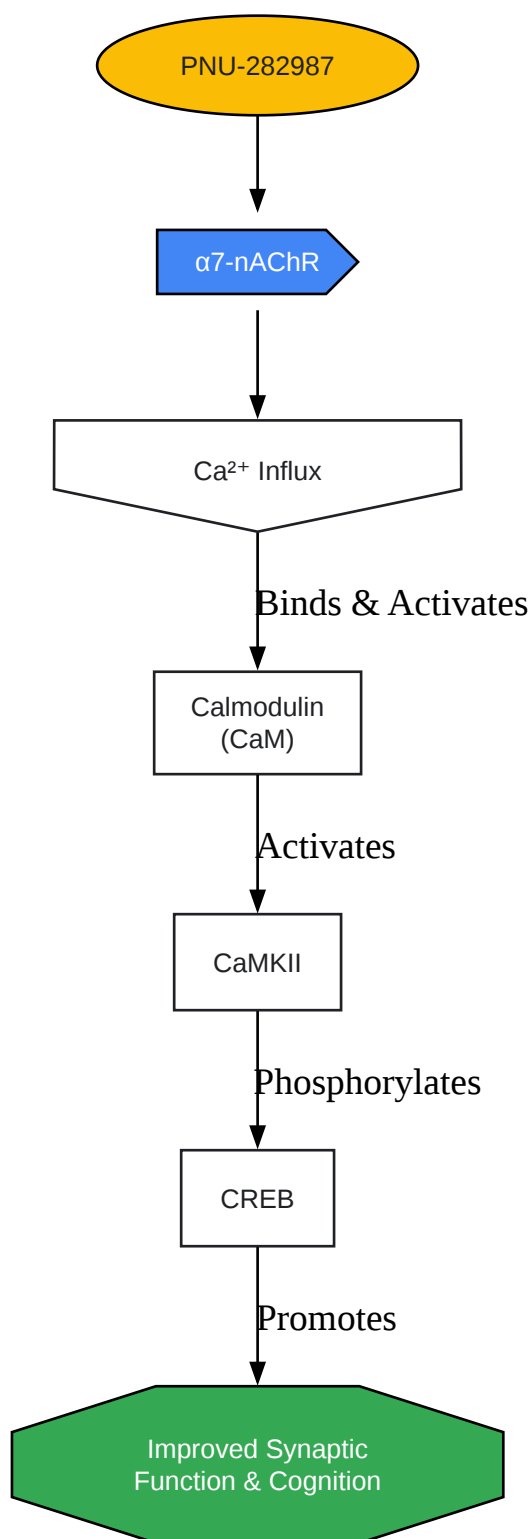 PNU-282987
α7-nAChR
Ca²⁺ Influx
Binds & Activates
Calmodulin
(CaM)
Activates
CaMKII
Phosphorylates
CREB
Promotes
Improved Synaptic
Function & Cognition